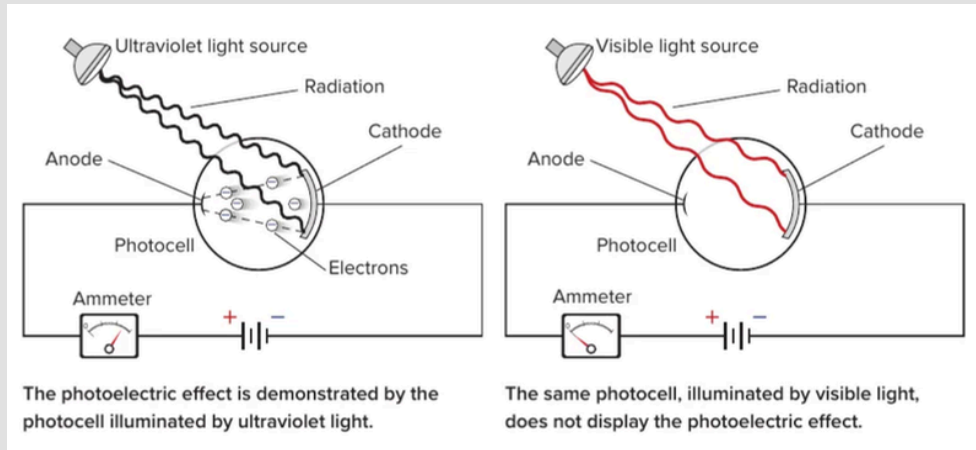 Ultraviolet light source
Radiation
Cathode
Anode
Photocell
Electrons
Ammeter
+ −
0
The photoelectric effect is demonstrated by the
photocell illuminated by ultraviolet light.
Visible light source
Radiation
Cathode
Anode
Photocell
Ammeter
+ −
0
The same photocell, illuminated by visible light,
does not display the photoelectric effect.